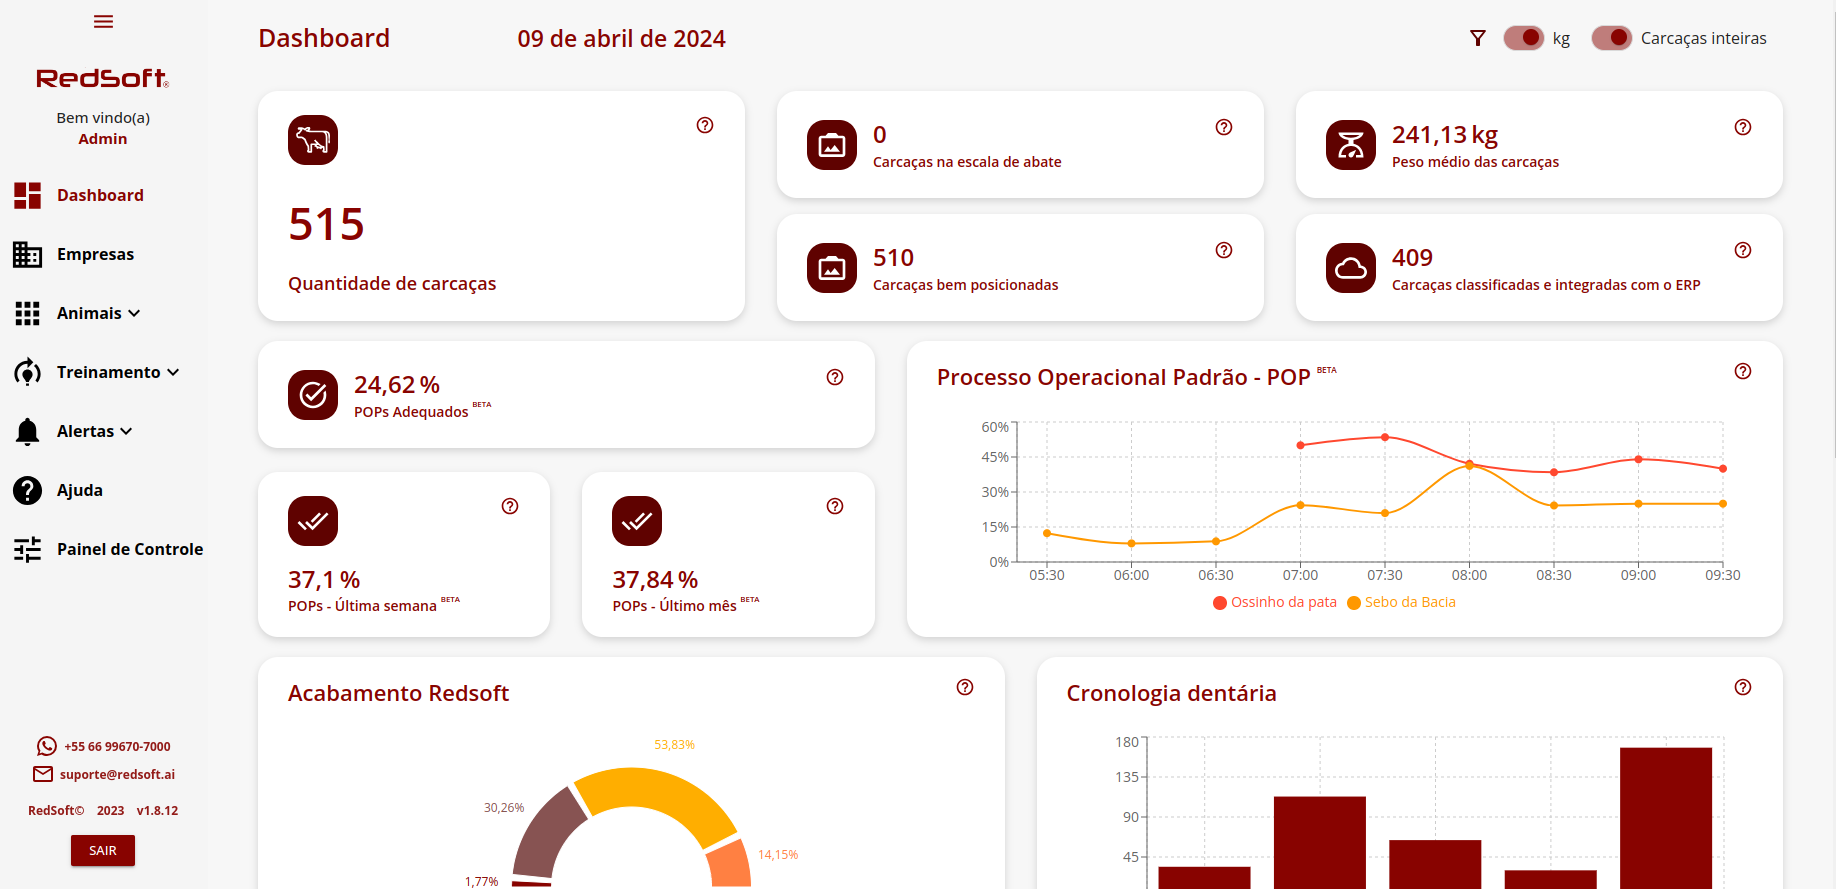 RedSoft®
Bem vindo(a)
Admin
Dashboard
Empresas
Animais
Treinamento
Alertas
Ajuda
Painel de Controle
+55 66 99670-7000
suporte@redsoft.ai
RedSoft© 2023 v1.8.12
SAIR
Dashboard 09 de abril de 2024 kg Carcaças inteiras
515
Quantidade de carcaças
0
Carcaças na escala de abate
241,13 kg
Peso médio das carcaças
510
Carcaças bem posicionadas
409
Carcaças classificadas e integradas com o ERP
24,62 %
POPs Adequados BETA
37,1 %
POPs - Última semana BETA
37,84 %
POPs - Último mês BETA
Processo Operacional Padrão - POP BETA
60%
45%
30%
15%
0%
05:30 06:00 06:30 07:00 07:30 08:00 08:30 09:00 09:30
Ossinho da pata Sebo da Bacia
Acabamento Redsoft
53,83%
30,26%
14,15%
1,77%
Cronologia dentária
180
135
90
45